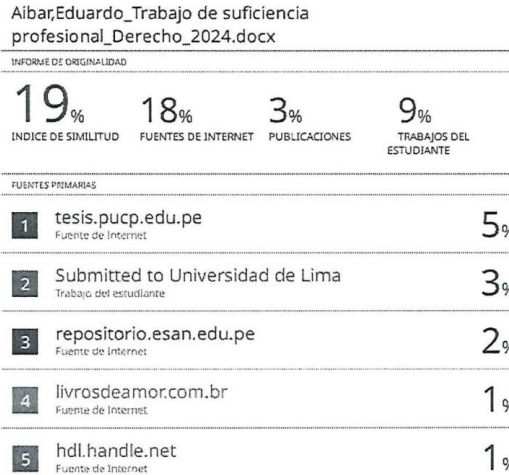 Aibar,Eduardo_Trabajo de suficiencia
profesional_Derecho_2024.docx
INFORME DE ORIGINALIDAD
19% 18% 3% 9%
INDICE DE SIMILITUD FUENTES DE INTERNET PUBLICACIONES TRABAJOS DEL
ESTUDIANTE
FUENTES PRIMARIAS
1 tesis.pucp.edu.pe 5%
Fuente de Internet
2 Submitted to Universidad de Lima 3%
Trabajo del estudiante
3 repositorio.esan.edu.pe 2%
Fuente de Internet
4 livrosdeamor.com.br 1%
Fuente de Internet
5 hdl.handle.net 1%
Fuente de Internet